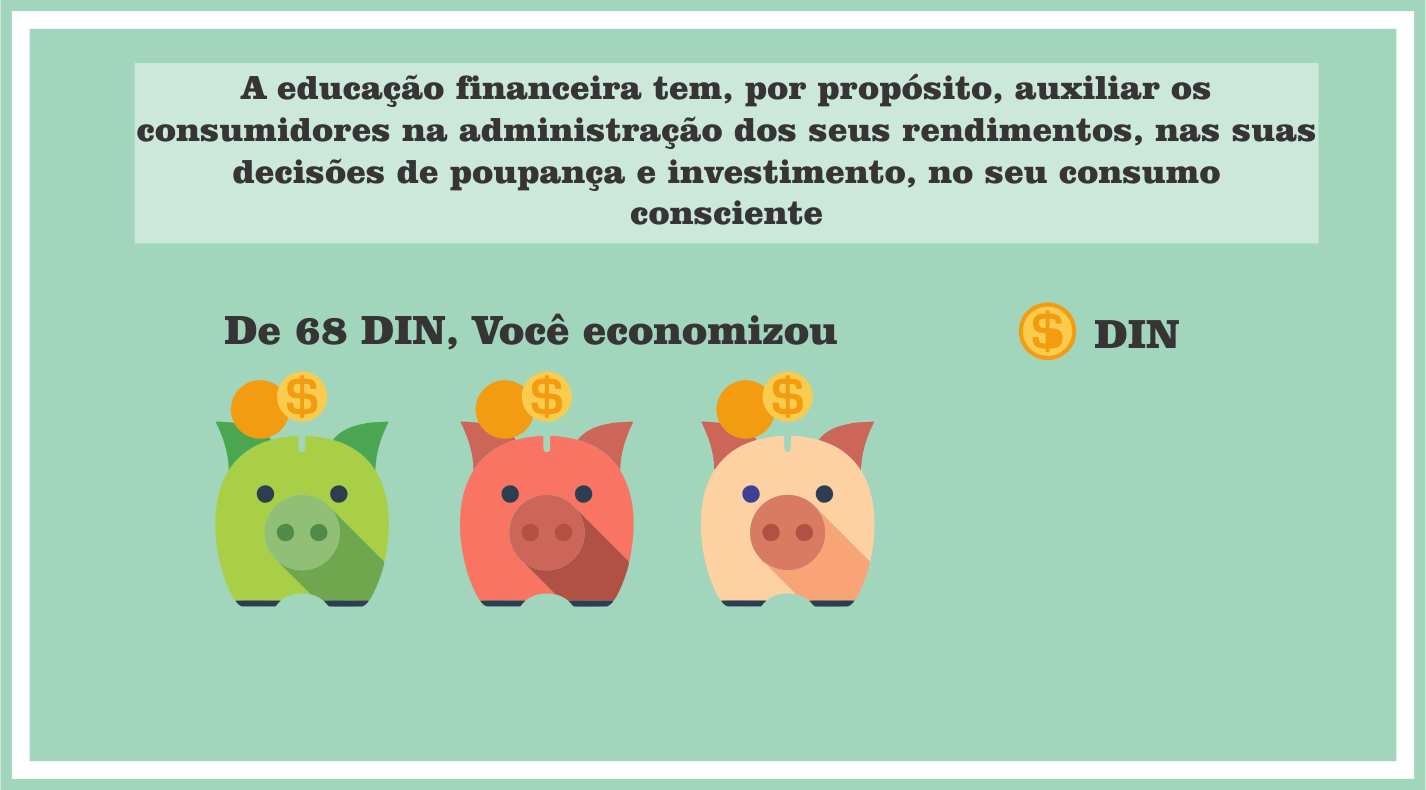 A educação financeira tem, por propósito, auxiliar os
consumidores na administração dos seus rendimentos, nas suas
decisões de poupança e investimento, no seu consumo
consciente
De 68 DIN, Você economizou
$ DIN
$ $ $